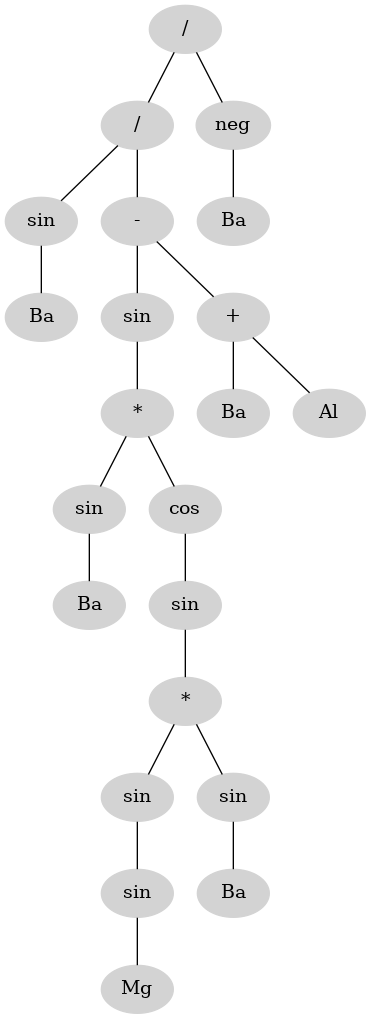 /
/ neg
sin - Ba
Ba sin +
* Ba Al
sin cos
Ba sin
*
sin sin
sin Ba
Mg